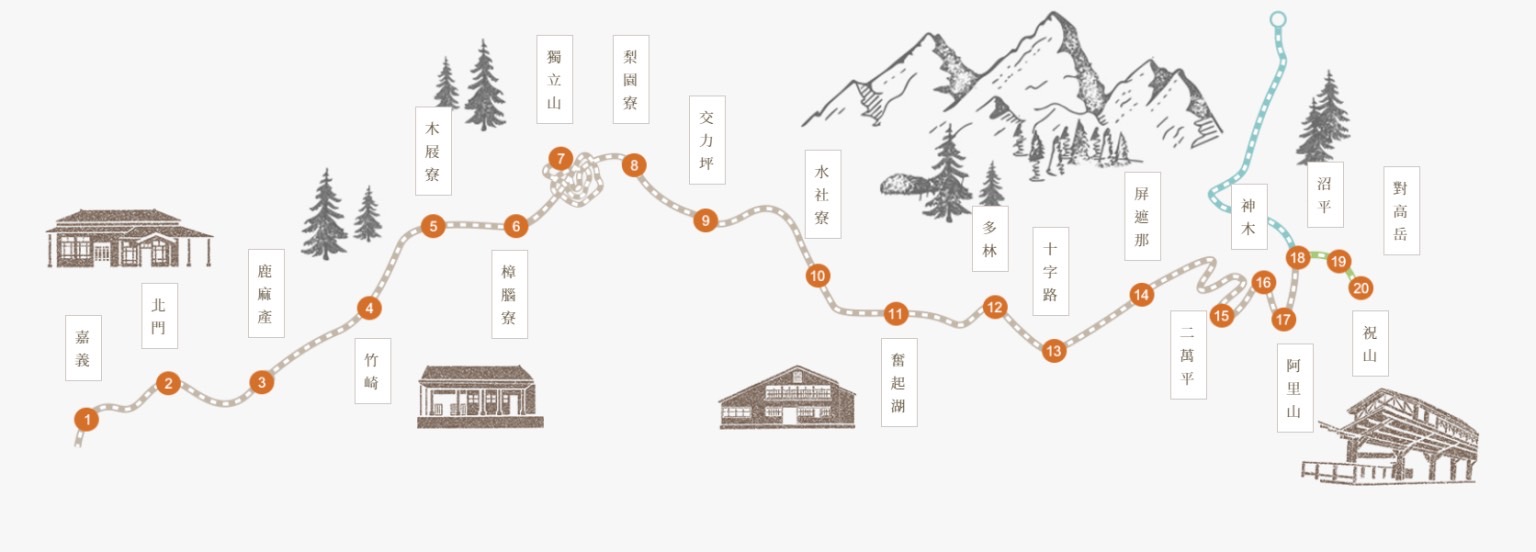 1
嘉義
2
北門
3
鹿麻產
4
竹崎
5
木屐寮
6
樟腦寮
7
獨立山
8
梨園寮
9
交力坪
10
水社寮
11
奮起湖
12
多林
13
十字路
14
屏遮那
15
二萬平
16
神木
17
阿里山
18
沼平
19
對高岳
20
祝山